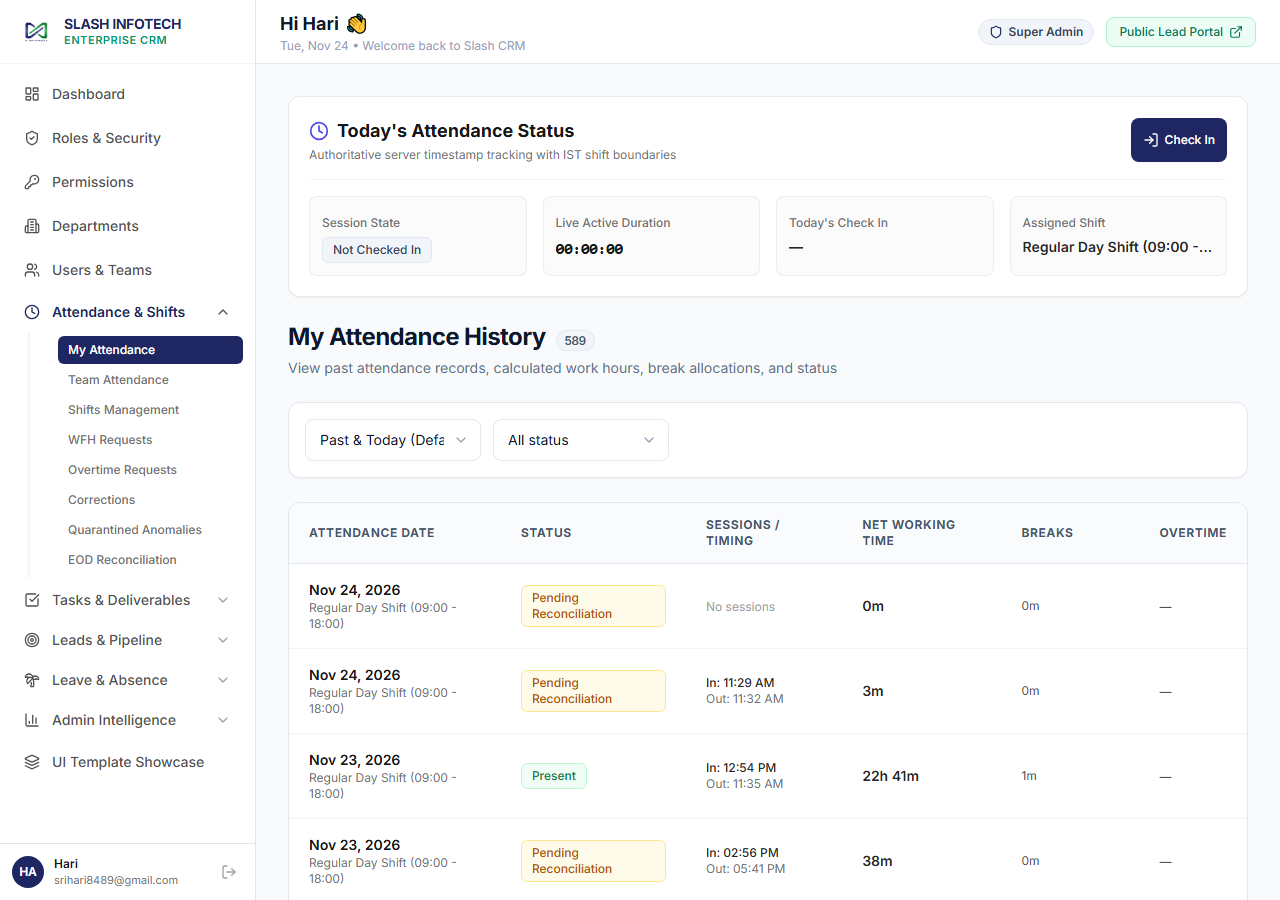 SLASH INFOTECH
ENTERPRISE CRM
Dashboard
Roles & Security
Permissions
Departments
Users & Teams
Attendance & Shifts
My Attendance
Team Attendance
Shifts Management
WFH Requests
Overtime Requests
Corrections
Quarantined Anomalies
EOD Reconciliation
Tasks & Deliverables
Leads & Pipeline
Leave & Absence
Admin Intelligence
UI Template Showcase
HA
Hari
srihari8489@gmail.com
Hi Hari 👋
Tue, Nov 24 • Welcome back to Slash CRM
Super Admin
Public Lead Portal
Today's Attendance Status
Authoritative server timestamp tracking with IST shift boundaries
Check In
Session State
Not Checked In
Live Active Duration
00:00:00
Today's Check In
—
Assigned Shift
Regular Day Shift (09:00 -...
My Attendance History 589
View past attendance records, calculated work hours, break allocations, and status
Past & Today (Defa
All status
ATTENDANCE DATE
STATUS
SESSIONS /
TIMING
NET WORKING
TIME
BREAKS
OVERTIME
Nov 24, 2026
Regular Day Shift (09:00 -
18:00)
Pending
Reconciliation
No sessions
0m
0m
—
Nov 24, 2026
Regular Day Shift (09:00 -
18:00)
Pending
Reconciliation
In: 11:29 AM
Out: 11:32 AM
3m
0m
—
Nov 23, 2026
Regular Day Shift (09:00 -
18:00)
Present
In: 12:54 PM
Out: 11:35 AM
22h 41m
1m
—
Nov 23, 2026
Regular Day Shift (09:00 -
18:00)
Pending
Reconciliation
In: 02:56 PM
Out: 05:41 PM
38m
0m
—